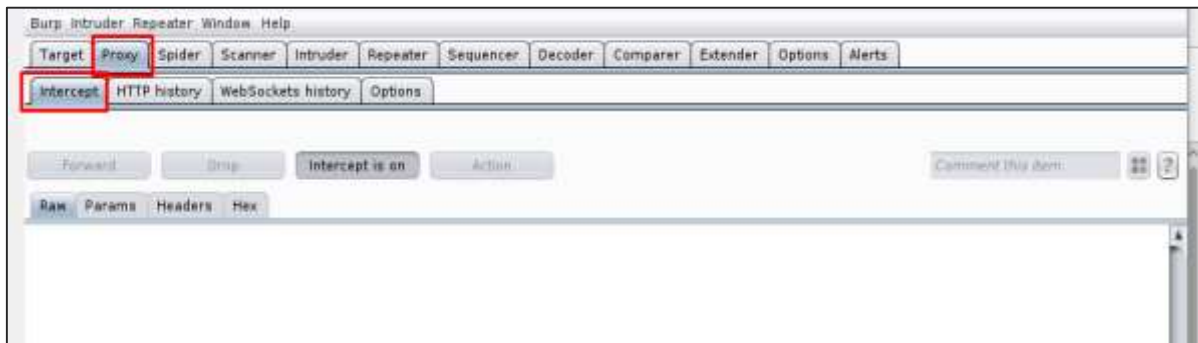 Burp Intruder Repeater Window Help
Target Proxy Spider Scanner Intruder Repeater Sequencer Decoder Comparer Extender Options Alerts
Intercept HTTP history WebSockets history Options
Forward Drop Intercept is on Action Comment this item ?
Raw Params Headers Hex